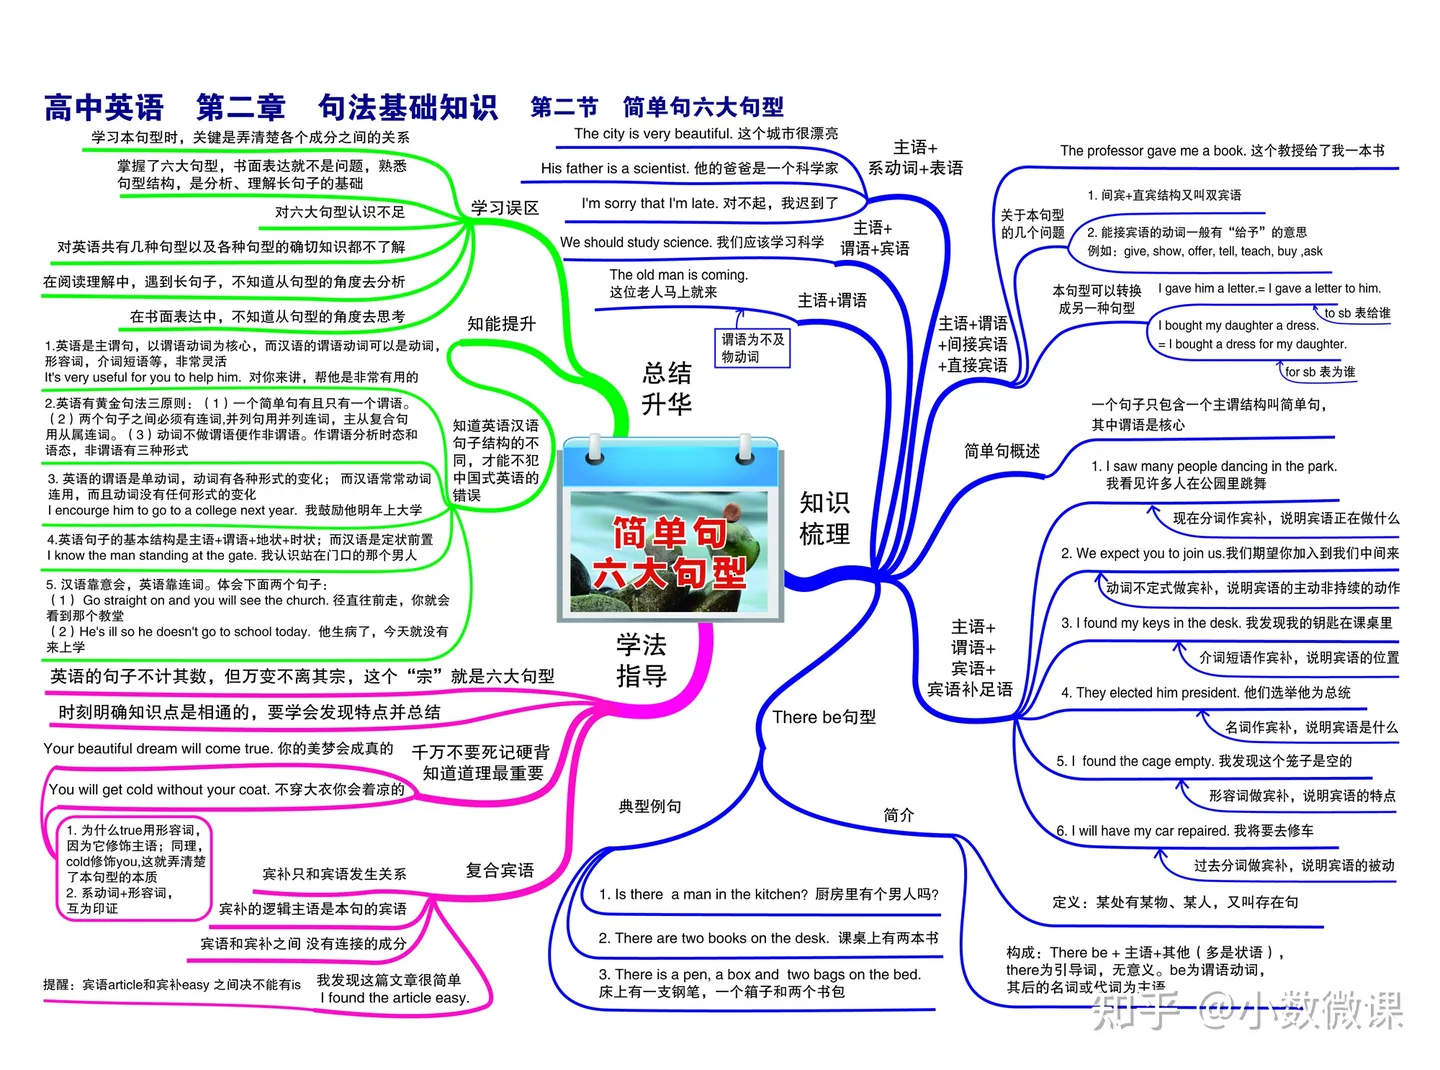 高中英语 第二章 句法基础知识 第二节 简单句六大句型
学习本句型时，关键是弄清楚各个成分之间的关系
掌握了六大句型，书面表达就不是问题，熟悉
句型结构，是分析、理解长句子的基础
对六大句型认识不足
对英语共有几种句型以及各种句型的确切知识都不了解
在阅读理解中，遇到长句子，不知道从句型的角度去分析
在书面表达中，不知道从句型的角度去思考
学习误区
知能提升
1.英语是主谓句，以谓语动词为核心，而汉语的谓语动词可以是动词，
形容词，介词短语等，非常灵活
It's very useful for you to help him. 对你来讲，帮他是非常有用的
2.英语有黄金句法三原则：（1）一个简单句有且只有一个谓语。
（2）两个句子之间必须有连词,并列句用并列连词，主从复合句
用从属连词。（3）动词不做谓语便作非谓语。作谓语分析时态和
语态，非谓语有三种形式
3. 英语的谓语是单动词，动词有各种形式的变化； 而汉语常常动词
连用，而且动词没有任何形式的变化
I encourge him to go to a college next year. 我鼓励他明年上大学
4.英语句子的基本结构是主语+谓语+地状+时状；而汉语是定状前置
I know the man standing at the gate. 我认识站在门口的那个男人
5. 汉语靠意会，英语靠连词。体会下面两个句子：
（1） Go straight on and you will see the church. 径直往前走，你就会
看到那个教堂
（2）He's ill so he doesn't go to school today. 他生病了，今天就没有
来上学
知道英语汉语
句子结构的不
同，才能不犯
中国式英语的
错误
总结
升华
简单句
六大句型
知识
梳理
学法
指导
The city is very beautiful. 这个城市很漂亮
His father is a scientist. 他的爸爸是一个科学家
I'm sorry that I'm late. 对不起，我迟到了
主语+
系动词+表语
We should study science. 我们应该学习科学
主语+
谓语+宾语
The old man is coming.
这位老人马上就来
主语+谓语
谓语为不及
物动词
主语+谓语
+间接宾语
+直接宾语
The professor gave me a book. 这个教授给了我一本书
关于本句型
的几个问题
1. 间宾+直宾结构又叫双宾语
2. 能接宾语的动词一般有“给予”的意思
例如：give, show, offer, tell, teach, buy ,ask
本句型可以转换
成另一种句型
I gave him a letter.= I gave a letter to him.
to sb 表给谁
I bought my daughter a dress.
= I bought a dress for my daughter.
for sb 表为谁
简单句概述
一个句子只包含一个主谓结构叫简单句，
其中谓语是核心
主语+
谓语+
宾语+
宾语补足语
1. I saw many people dancing in the park.
我看见许多人在公园里跳舞
现在分词作宾补，说明宾语正在做什么
2. We expect you to join us.我们期望你加入到我们中间来
动词不定式做宾补，说明宾语的主动非持续的动作
3. I found my keys in the desk. 我发现我的钥匙在课桌里
介词短语作宾补，说明宾语的位置
4. They elected him president. 他们选举他为总统
名词作宾补，说明宾语是什么
5. I found the cage empty. 我发现这个笼子是空的
形容词做宾补，说明宾语的特点
6. I will have my car repaired. 我将要去修车
过去分词做宾补，说明宾语的被动
There be句型
典型例句
1. Is there a man in the kitchen? 厨房里有个男人吗?
2. There are two books on the desk. 课桌上有两本书
3. There is a pen, a box and two bags on the bed.
床上有一支钢笔，一个箱子和两个书包
简介
定义：某处有某物、某人，又叫存在句
构成：There be + 主语+其他（多是状语），
there为引导词，无意义。be为谓语动词，
其后的名词或代词为主语
英语的句子不计其数，但万变不离其宗，这个“宗”就是六大句型
时刻明确知识点是相通的，要学会发现特点并总结
千万不要死记硬背
知道道理最重要
Your beautiful dream will come true. 你的美梦会成真的
You will get cold without your coat. 不穿大衣你会着凉的
1. 为什么true用形容词，
因为它修饰主语；同理，
cold修饰you,这就弄清楚
了本句型的本质
2. 系动词+形容词，
互为印证
复合宾语
宾补只和宾语发生关系
宾补的逻辑主语是本句的宾语
宾语和宾补之间 没有连接的成分
我发现这篇文章很简单
I found the article easy.
提醒：宾语article和宾补easy 之间决不能有is
知乎 @小数微课